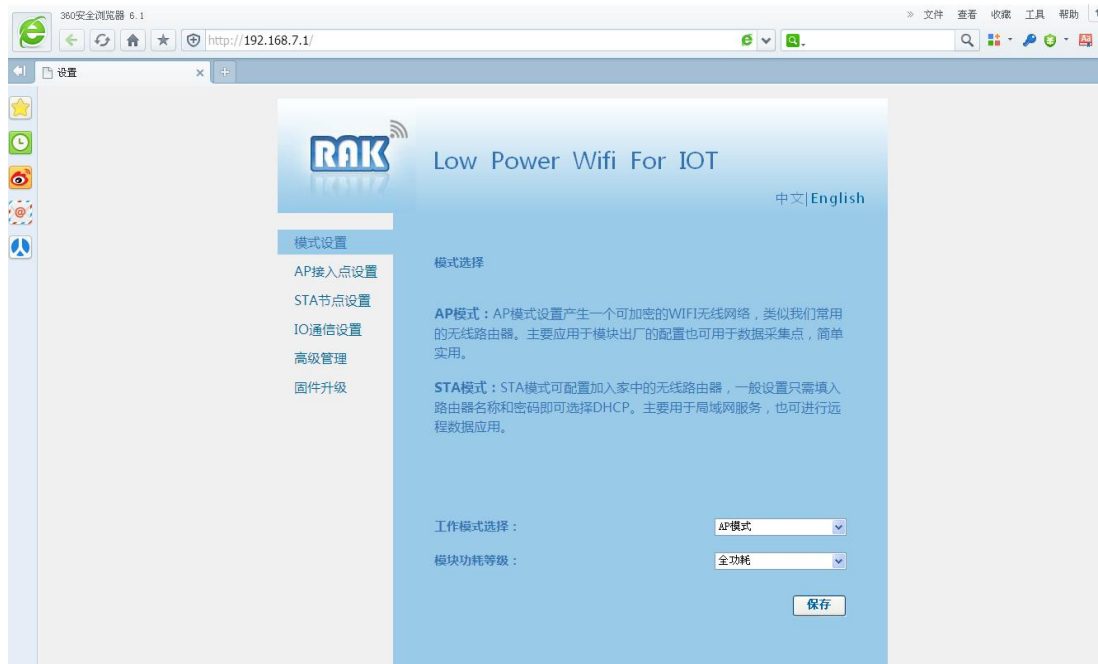 360安全浏览器 6.1
» 文件 查看 收藏 工具 帮助
http://192.168.7.1/
设置
RAK
Low Power Wifi For IOT
中文|English
模式设置
AP接入点设置
STA节点设置
IO通信设置
高级管理
固件升级
模式选择
AP模式：AP模式设置产生一个可加密的WIFI无线网络，类似我们常用
的无线路由器。主要应用于模块出厂的配置也可用于数据采集点，简单
实用。
STA模式：STA模式可配置加入家中的无线路由器，一般设置只需填入
路由器名称和密码即可选择DHCP。主要用于局域网服务，也可进行远
程数据应用。
工作模式选择：
AP模式
模块功耗等级：
全功耗
保存